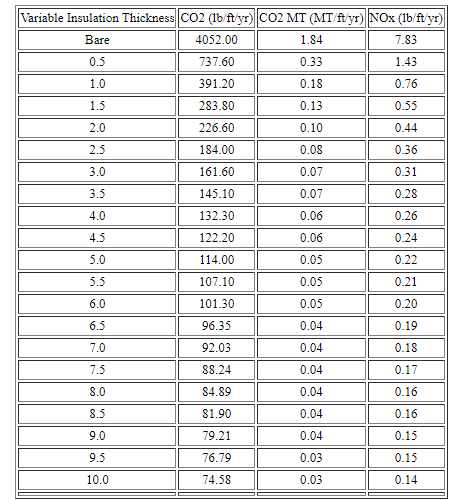 Variable Insulation Thickness CO2 (lb/ft/yr) CO2 MT (MT/ft/yr) NOx (lb/ft/yr)
Bare 4052.00 1.84 7.83
0.5 737.60 0.33 1.43
1.0 391.20 0.18 0.76
1.5 283.80 0.13 0.55
2.0 226.60 0.10 0.44
2.5 184.00 0.08 0.36
3.0 161.60 0.07 0.31
3.5 145.10 0.07 0.28
4.0 132.30 0.06 0.26
4.5 122.20 0.06 0.24
5.0 114.00 0.05 0.22
5.5 107.10 0.05 0.21
6.0 101.30 0.05 0.20
6.5 96.35 0.04 0.19
7.0 92.03 0.04 0.18
7.5 88.24 0.04 0.17
8.0 84.89 0.04 0.16
8.5 81.90 0.04 0.16
9.0 79.21 0.04 0.15
9.5 76.79 0.03 0.15
10.0 74.58 0.03 0.14